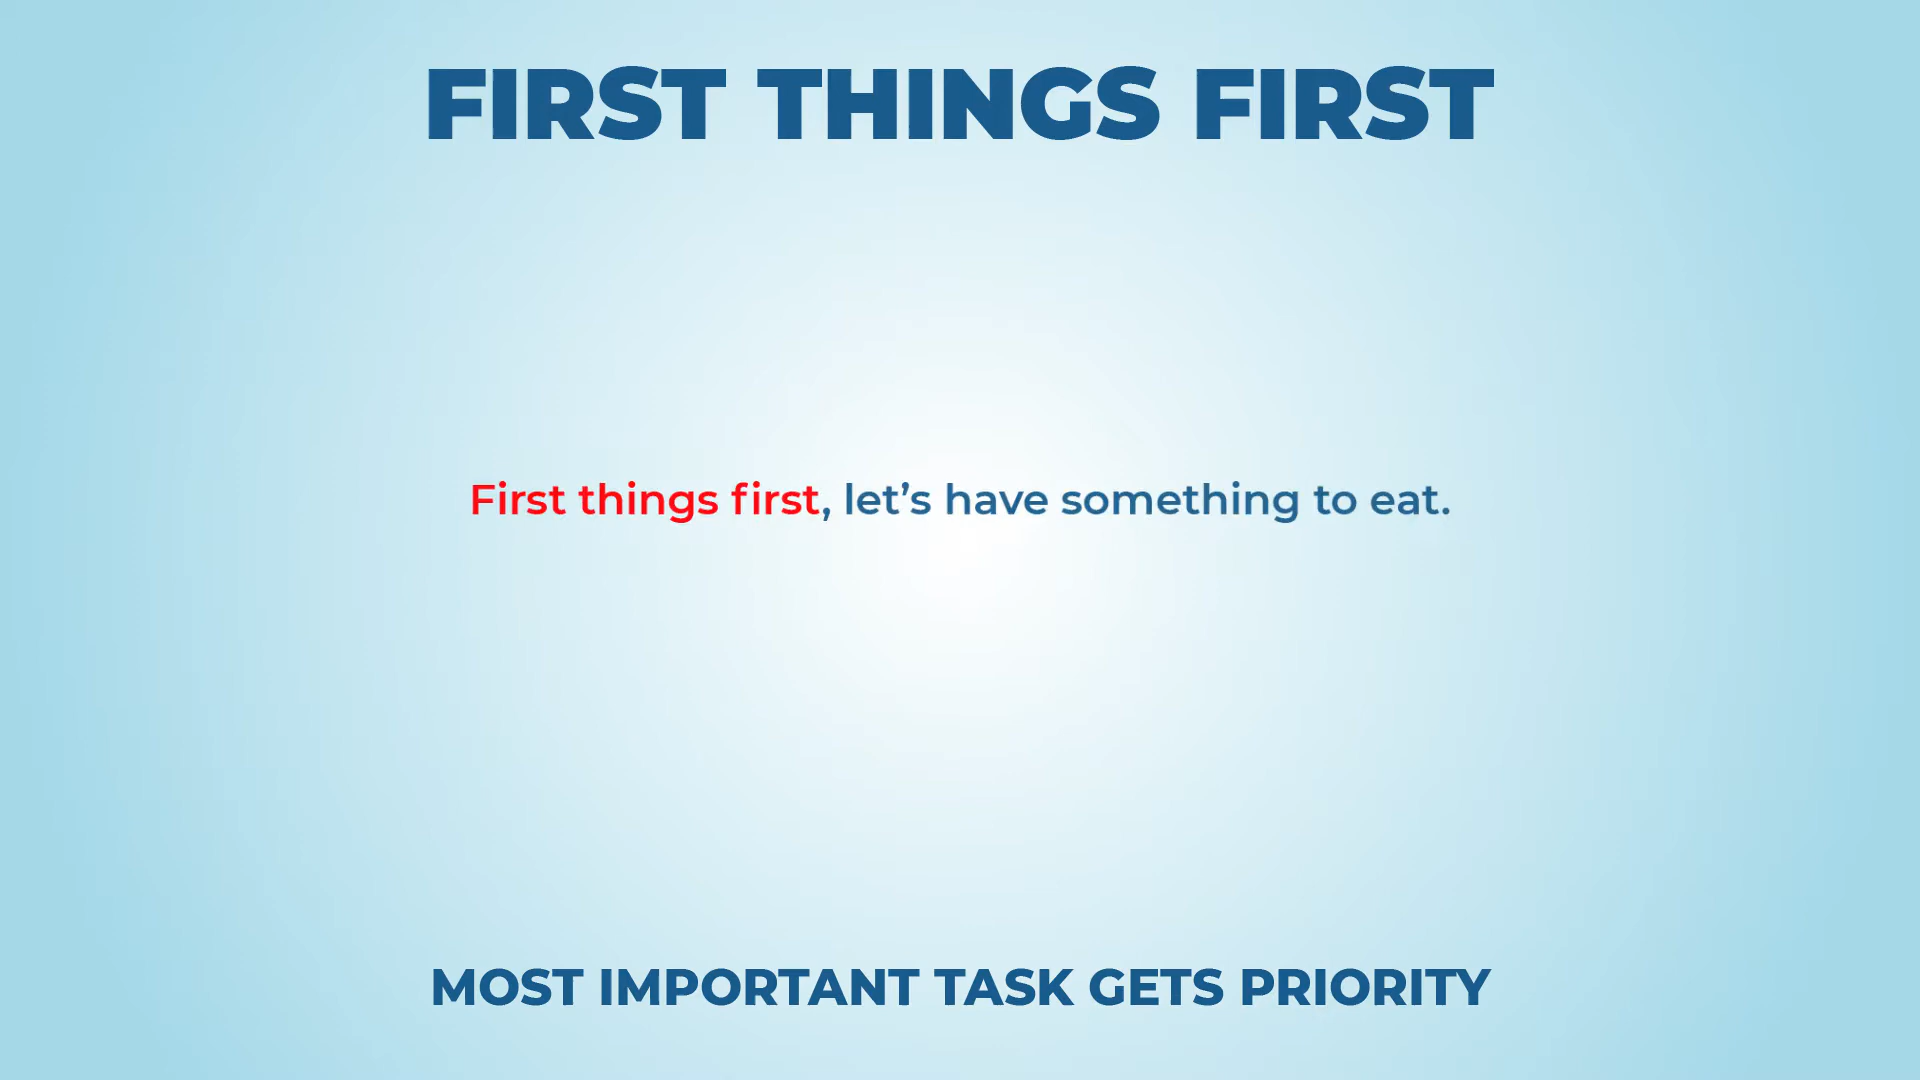 FIRST THINGS FIRST
First things first, let’s have something to eat.
MOST IMPORTANT TASK GETS PRIORITY